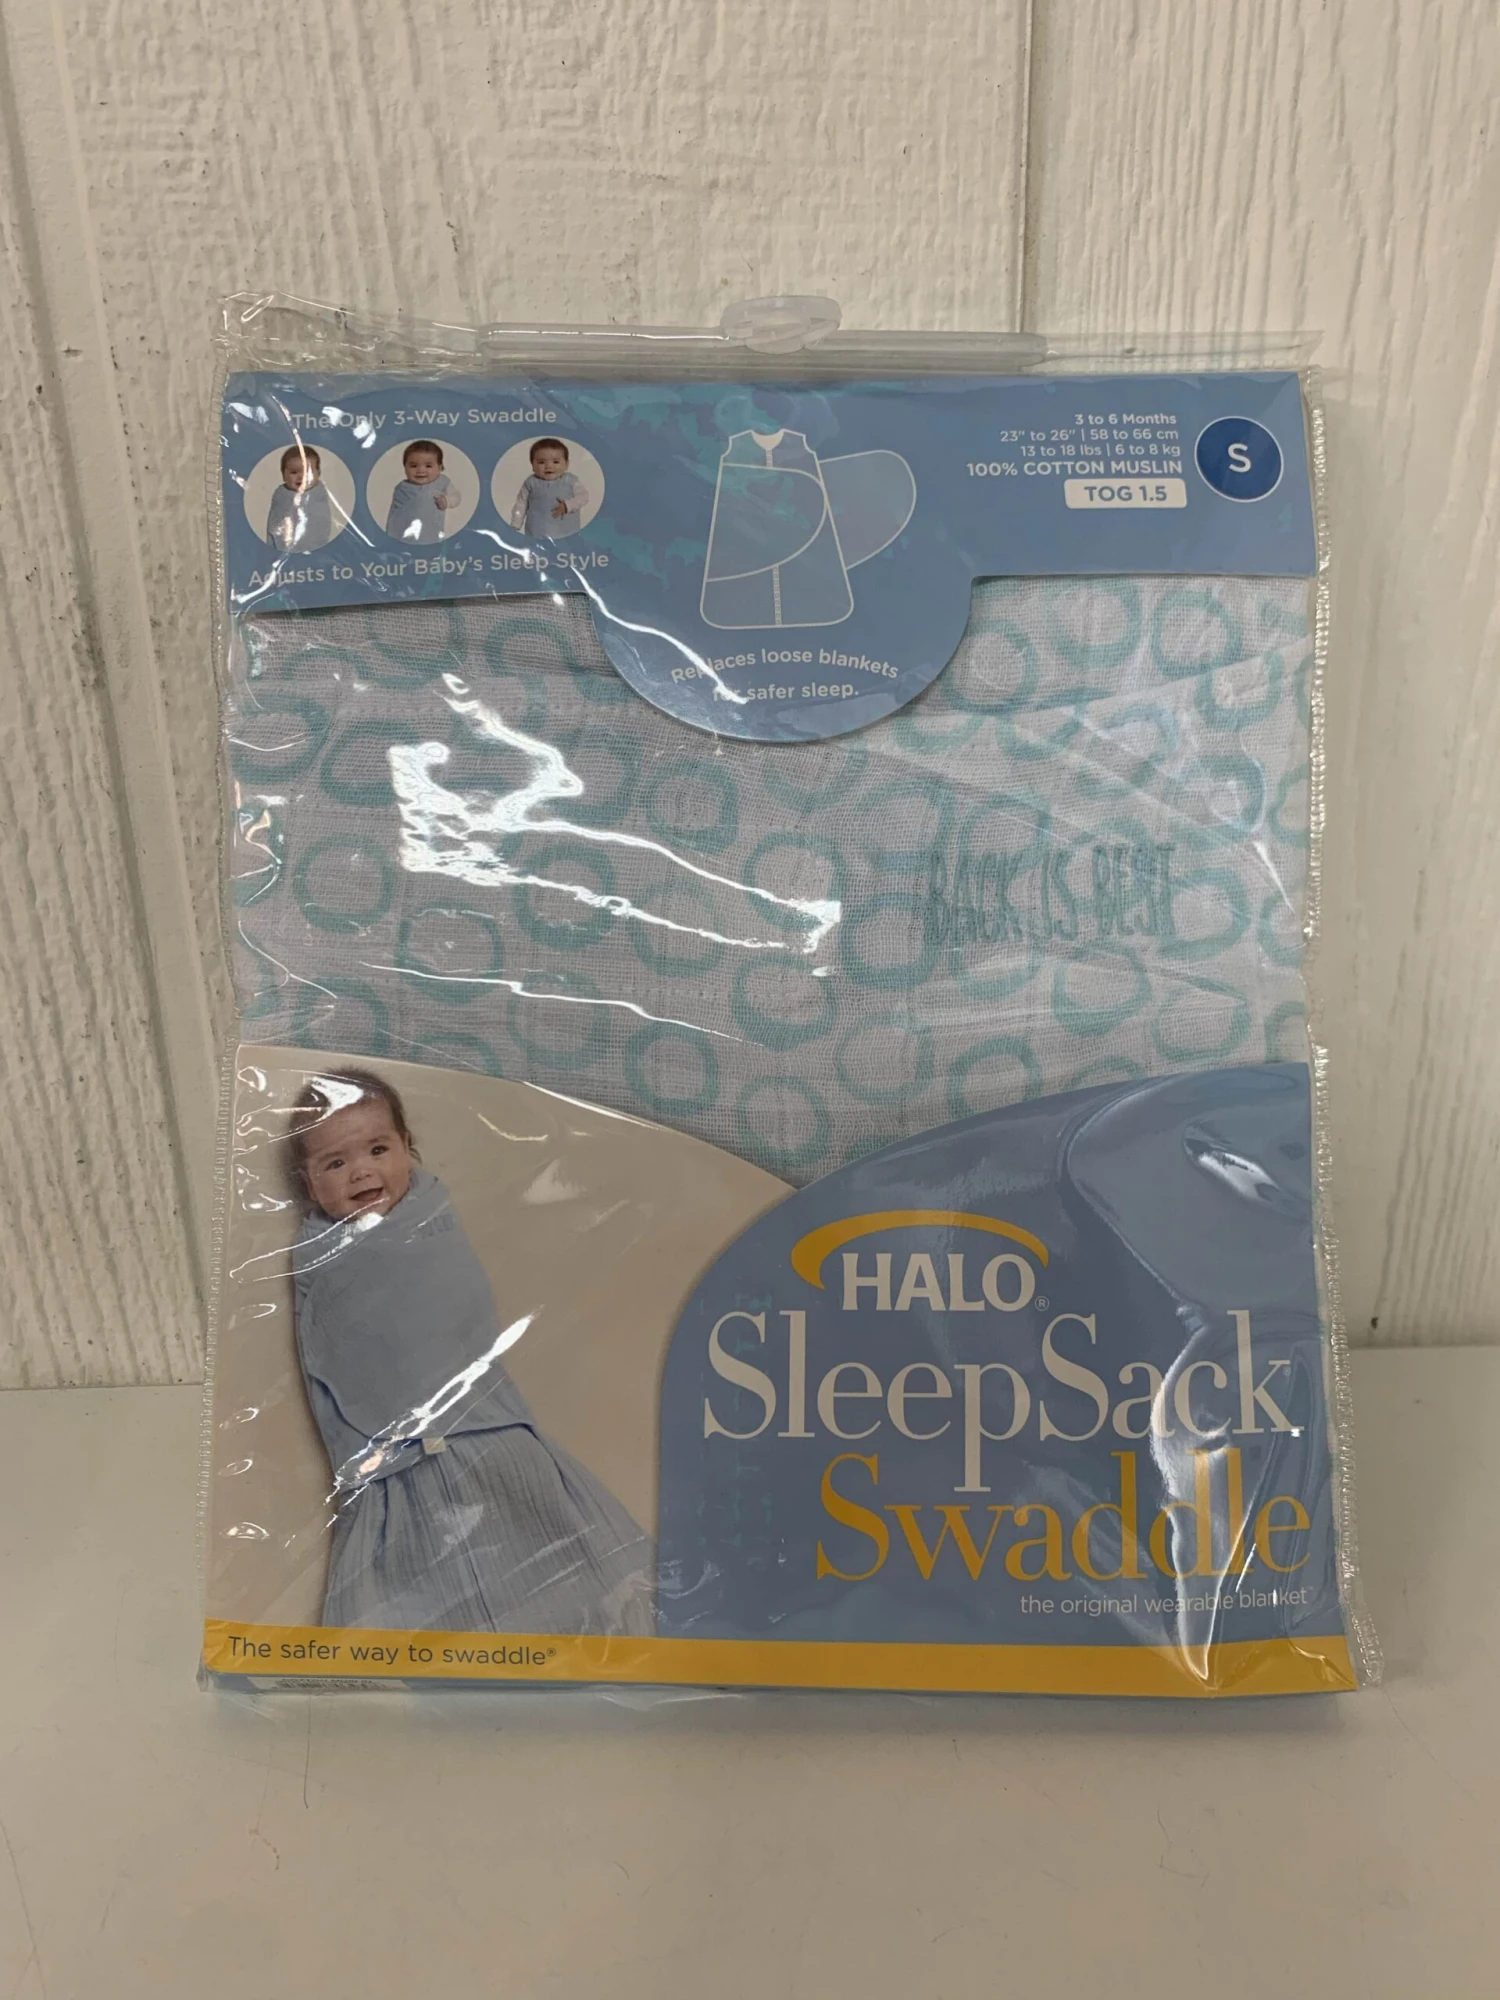 The Only 3-Way Swaddle
Adjusts to Your Baby's Sleep Style
3 to 6 Months
23" to 26" | 58 to 66 cm
13 to 18 lbs | 6 to 8 kg
100% COTTON MUSLIN
TOG 1.5
S
Replaces loose blankets
for safer sleep.
BACK IS BEST
HALO®
SleepSack
Swaddle
the original wearable blanket™
The safer way to swaddle®